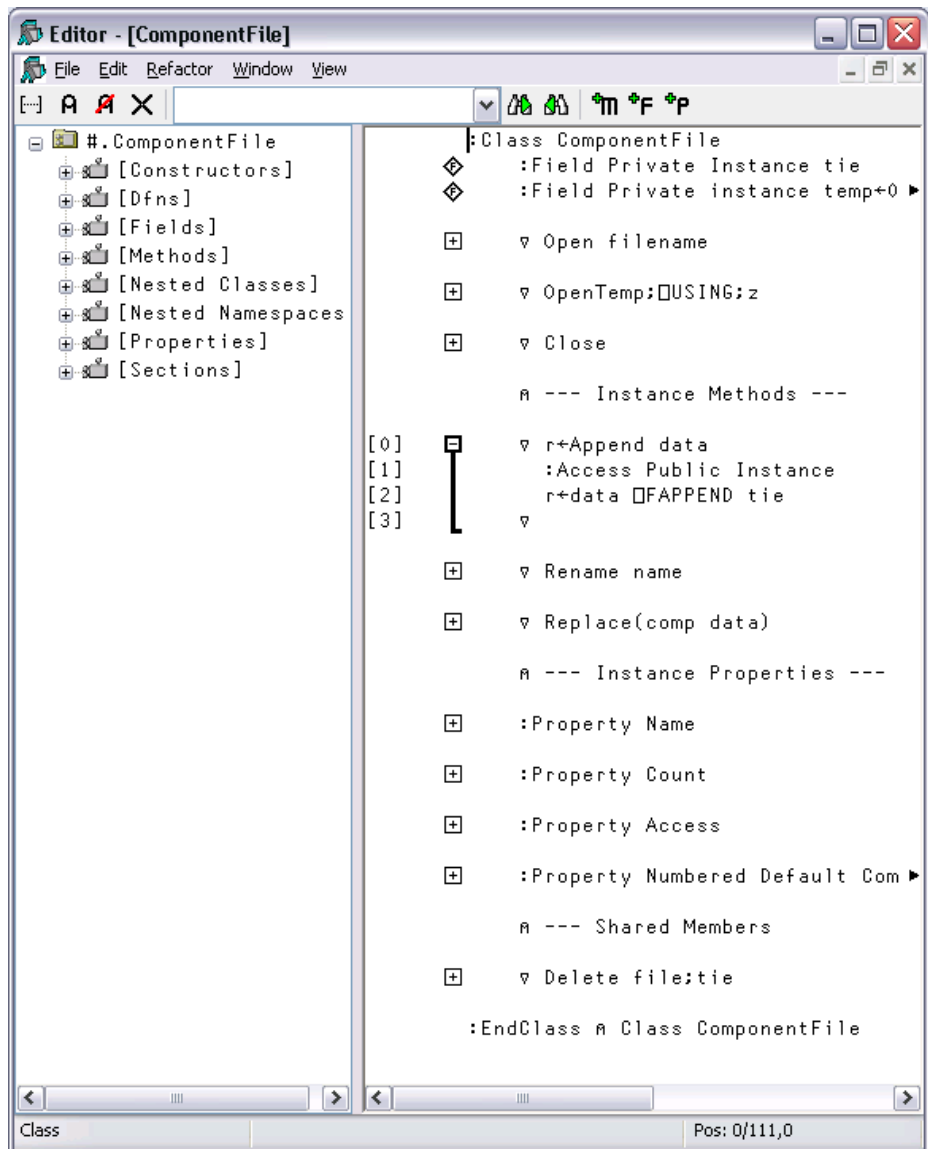 Editor - [ComponentFile]
File Edit Refactor Window View
[...] A A X +m +F +P
#.ComponentFile
[Constructors]
[Dfns]
[Fields]
[Methods]
[Nested Classes]
[Nested Namespaces
[Properties]
[Sections]
:Class ComponentFile
:Field Private Instance tie
:Field Private instance temp←0
∇ Open filename
∇ OpenTemp;⎕USING;z
∇ Close
⍝ --- Instance Methods ---
[0] ∇ r←Append data
[1] :Access Public Instance
[2] r←data ⎕FAPPEND tie
[3] ∇
∇ Rename name
∇ Replace(comp data)
⍝ --- Instance Properties ---
:Property Name
:Property Count
:Property Access
:Property Numbered Default Com
⍝ --- Shared Members
∇ Delete file;tie
:EndClass ⍝ Class ComponentFile
Class Pos: 0/111,0